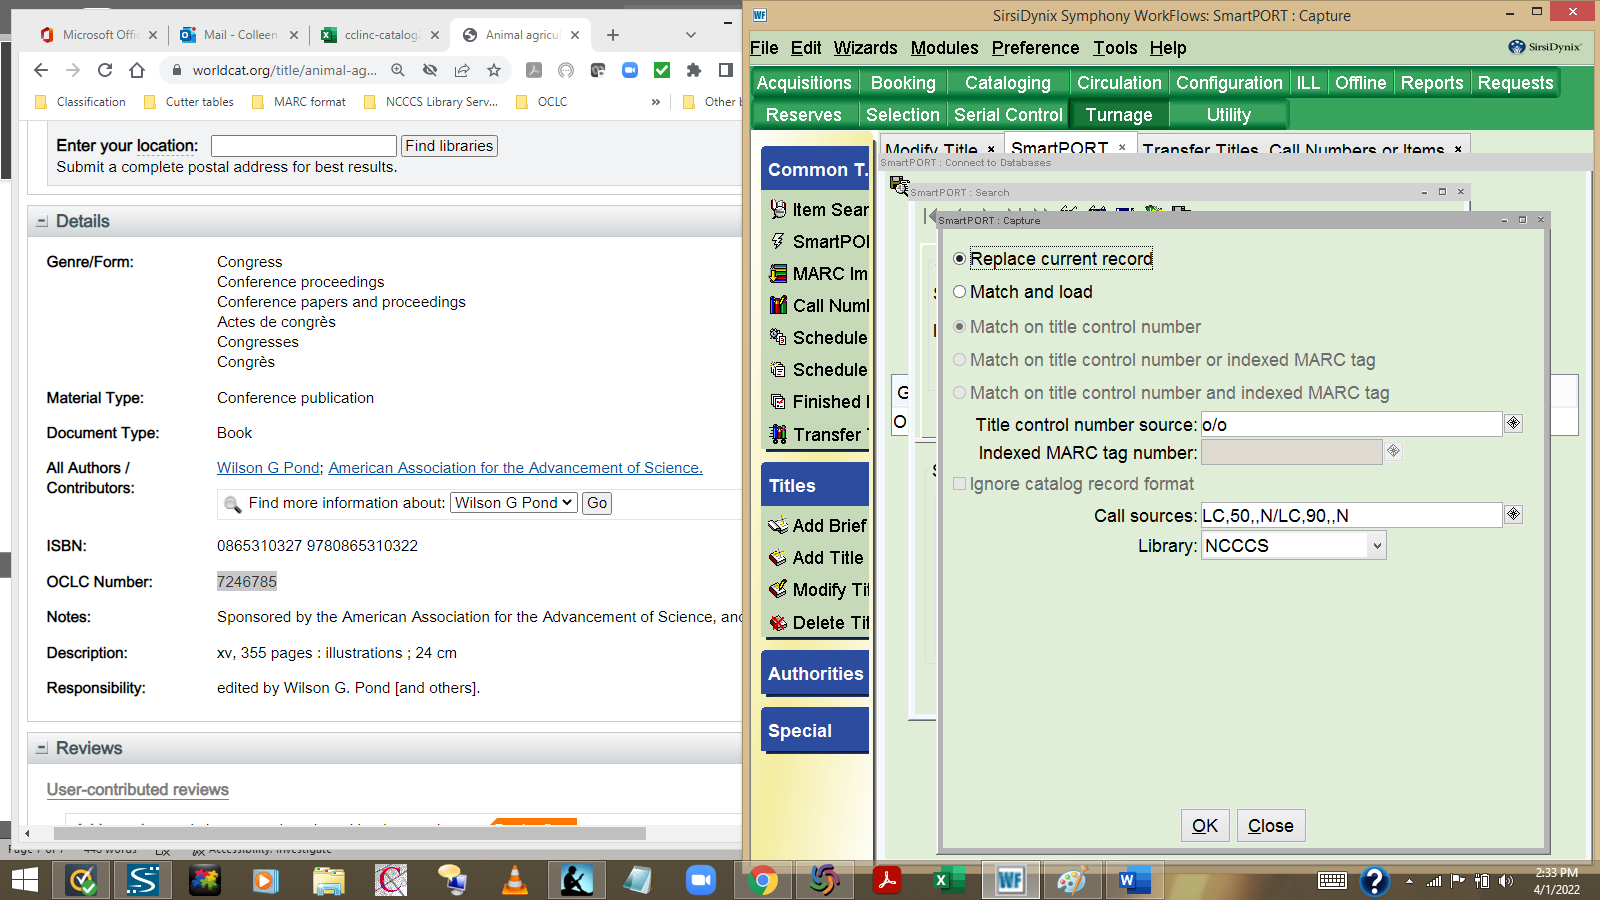 Microsoft Offic
Mail - Colleen
cclinc-catalog
Animal agricul
worldcat.org/title/animal-ag...
Classification
Cutter tables
MARC format
NCCCS Library Serv...
OCLC
»
Other b
Enter your location:
Find libraries
Submit a complete postal address for best results.
Details
Genre/Form:
Congress
Conference proceedings
Conference papers and proceedings
Actes de congrès
Congresses
Congrès
Material Type:
Conference publication
Document Type:
Book
All Authors /
Contributors:
Wilson G Pond; American Association for the Advancement of Science.
Find more information about:
Wilson G Pond
Go
ISBN:
0865310327 9780865310322
OCLC Number:
7246785
Notes:
Sponsored by the American Association for the Advancement of Science, and
Description:
xv, 355 pages : illustrations ; 24 cm
Responsibility:
edited by Wilson G. Pond [and others].
Reviews
User-contributed reviews
SirsiDynix Symphony WorkFlows: SmartPORT : Capture
File Edit Wizards Modules Preference Tools Help
SirsiDynix
Acquisitions Booking Cataloging Circulation Configuration ILL Offline Reports Requests
Reserves Selection Serial Control Turnage Utility
Common T.
Item Sear
SmartPOI
MARC Im
Call Numl
Schedule
Schedule
Finished I
Transfer
Titles
Add Brief
Add Title
Modify Tit
Delete Tit
Authorities
Special
Modify Title ×
SmartPORT ×
Transfer Titles, Call Numbers or Items ×
SmartPORT : Connect to Databases
SmartPORT : Search
SmartPORT : Capture
Replace current record
Match and load
Match on title control number
Match on title control number or indexed MARC tag
Match on title control number and indexed MARC tag
Title control number source: o/o
Indexed MARC tag number:
Ignore catalog record format
Call sources: LC,50,,N/LC,90,,N
Library: NCCCS
OK
Close
2:33 PM
4/1/2022